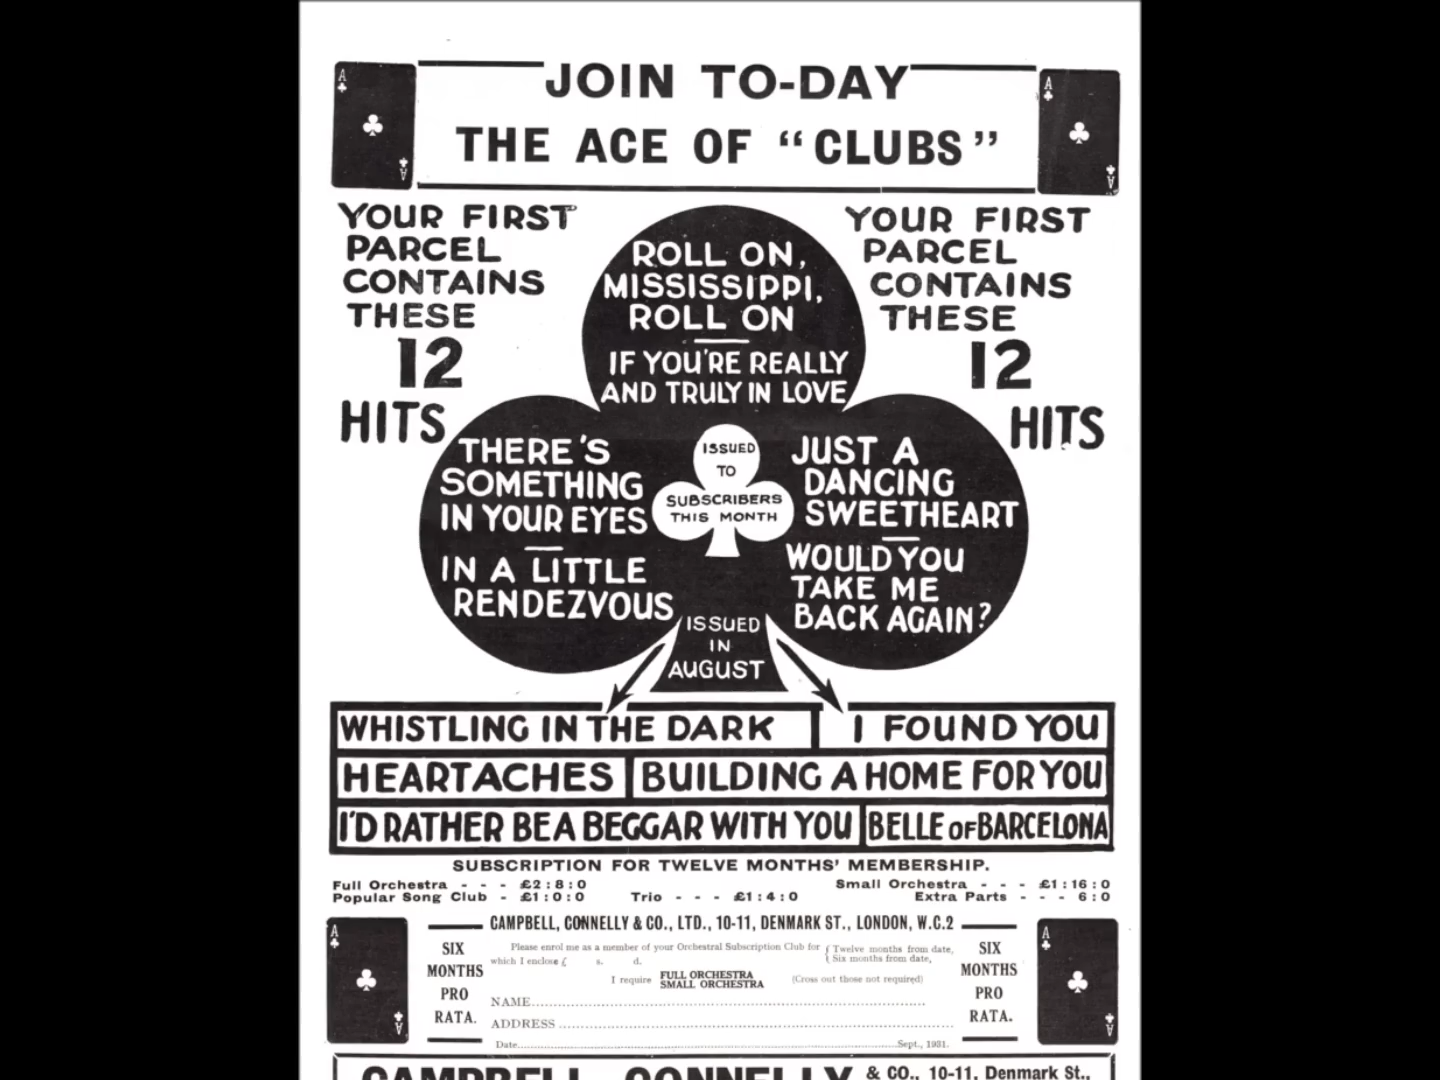 JOIN TO-DAY
THE ACE OF "CLUBS"
A
A
A
A
YOUR FIRST
PARCEL
CONTAINS
THESE
12
HITS
ROLL ON,
MISSISSIPPI,
ROLL ON
IF YOU'RE REALLY
AND TRULY IN LOVE
YOUR FIRST
PARCEL
CONTAINS
THESE
12
HITS
THERE'S
SOMETHING
IN YOUR EYES
IN A LITTLE
RENDEZVOUS
ISSUED
TO
SUBSCRIBERS
THIS MONTH
JUST A
DANCING
SWEETHEART
WOULD YOU
TAKE ME
BACK AGAIN?
ISSUED
IN
AUGUST
WHISTLING IN THE DARK
I FOUND YOU
HEARTACHES
BUILDING A HOME FOR YOU
I'D RATHER BE A BEGGAR WITH YOU
BELLE OF BARCELONA
SUBSCRIPTION FOR TWELVE MONTHS' MEMBERSHIP.
Full Orchestra - - - £2:8:0
Small Orchestra - - - £1:16:0
Popular Song Club - £1:0:0
Trio - - - £1:4:0
Extra Parts - - - 6:0
CAMPBELL, CONNELLY & CO., LTD., 10-11, DENMARK ST., LONDON, W.C.2
A
A
A
A
SIX
MONTHS
PRO
RATA.
Please enrol me as a member of your Orchestral Subscription Club for { Twelve months from date,
which I enclose £ s. d. { Six months from date,
I require FULL ORCHESTRA
SMALL ORCHESTRA (Cross out those not required)
NAME
ADDRESS
Date Sept., 1931.
SIX
MONTHS
PRO
RATA.
CAMPBELL, CONNELLY & CO., 10-11, Denmark St.,